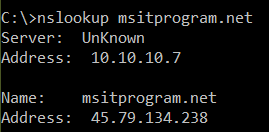 C:\>nslookup msitprogram.net
Server:  UnKnown
Address:  10.10.10.7

Name:    msitprogram.net
Address:  45.79.134.238